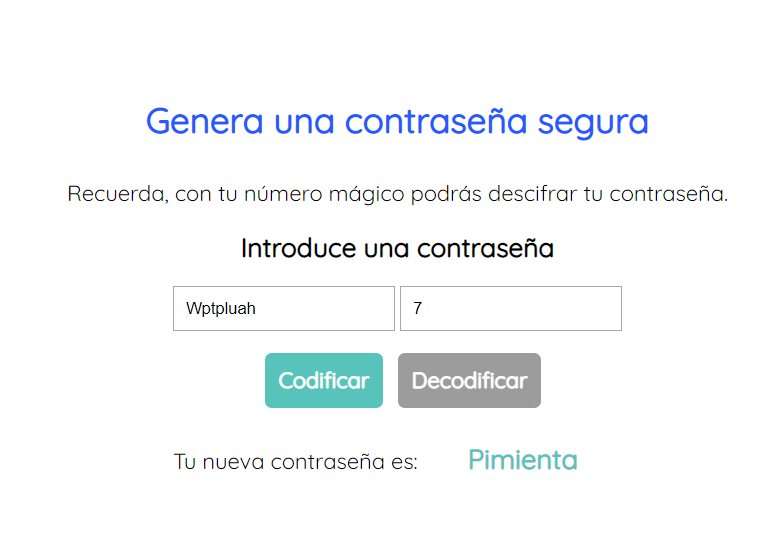 Genera una contraseña segura
Recuerda, con tu número mágico podrás descifrar tu contraseña.
Introduce una contraseña
Wptpluah 7
Codificar Decodificar
Tu nueva contraseña es: Pimienta